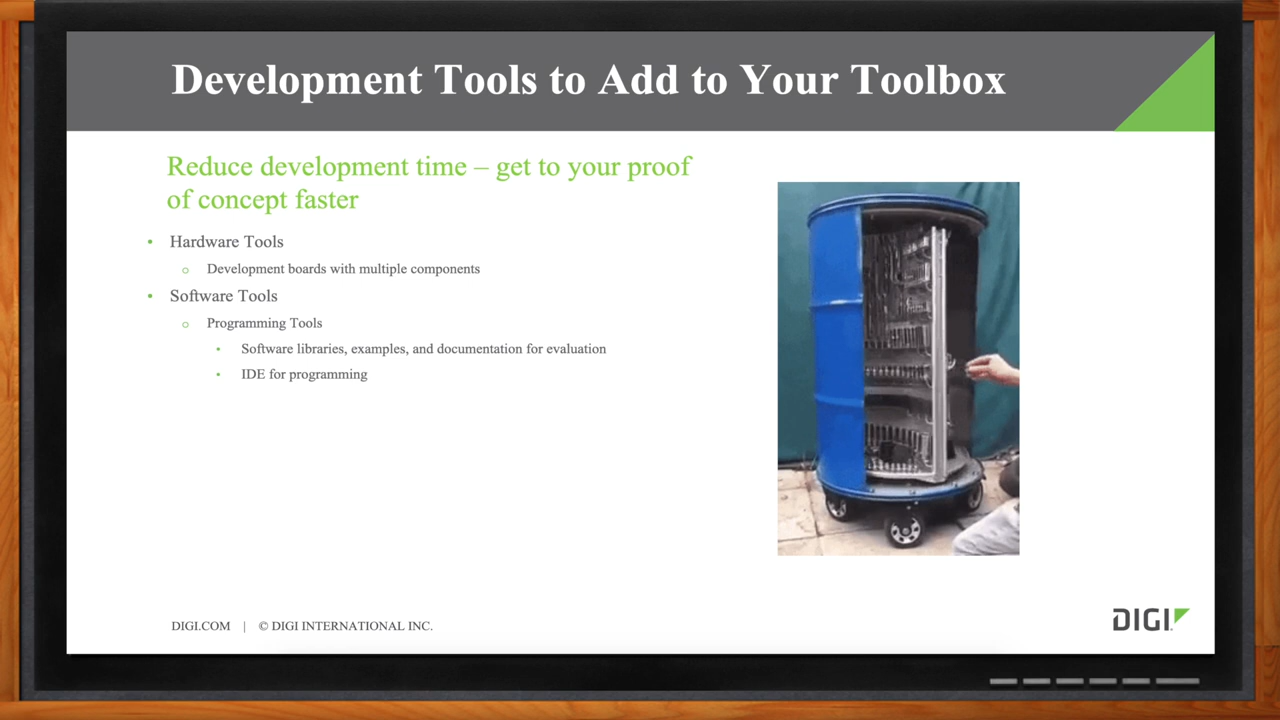 Development Tools to Add to Your Toolbox
Reduce development time – get to your proof
of concept faster
• Hardware Tools
o Development boards with multiple components
• Software Tools
o Programming Tools
• Software libraries, examples, and documentation for evaluation
• IDE for programming
DIGI.COM | © DIGI INTERNATIONAL INC.
DIGI